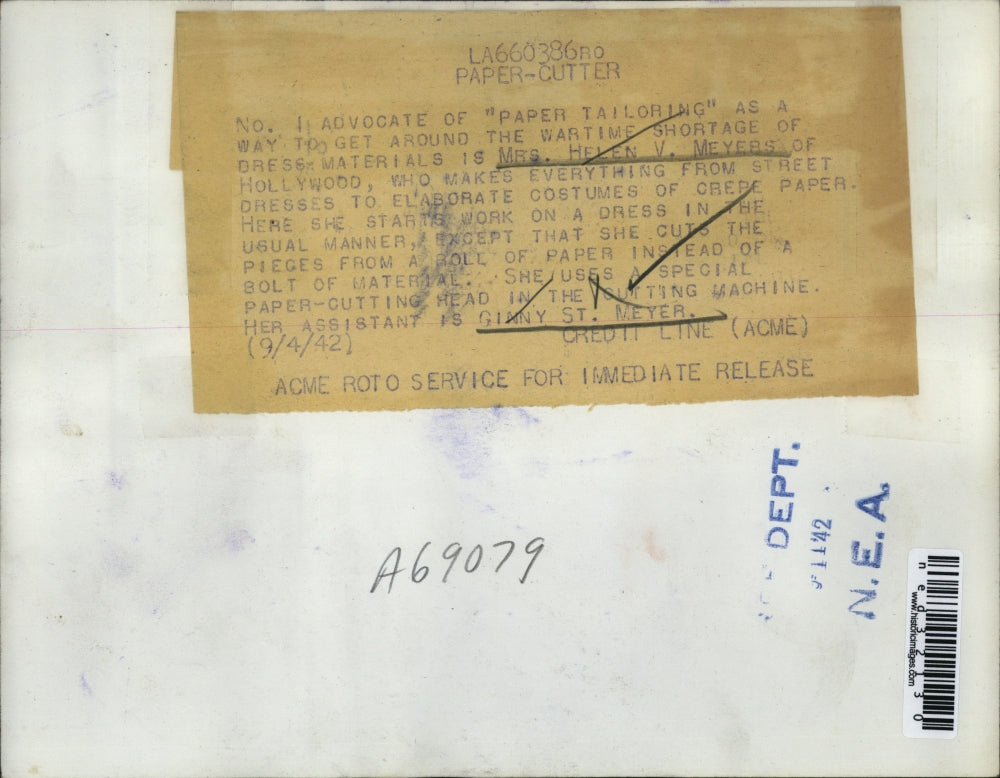 LA660386RO
PAPER-CUTTER
NO. 1 ADVOCATE OF "PAPER TAILORING" AS A
WAY TO GET AROUND THE WARTIME SHORTAGE OF
DRESS MATERIALS IS MRS. HELEN V. MEYERS OF
HOLLYWOOD, WHO MAKES EVERYTHING FROM STREET
DRESSES TO ELABORATE COSTUMES OF CREPE PAPER.
HERE SHE STARTS WORK ON A DRESS IN THE
USUAL MANNER, EXCEPT THAT SHE CUTS THE
PIECES FROM A ROLL OF PAPER INSTEAD OF A
BOLT OF MATERIAL. SHE USES A SPECIAL
PAPER-CUTTING HEAD IN THE CUTTING MACHINE.
HER ASSISTANT IS GINNY ST. MEYER.
(9/4/42) CREDIT LINE (ACME)
ACME ROTO SERVICE FOR IMMEDIATE RELEASE
A69079
DEPT.
11 '42
N.E.A.
www.historicimages.com
ned32130